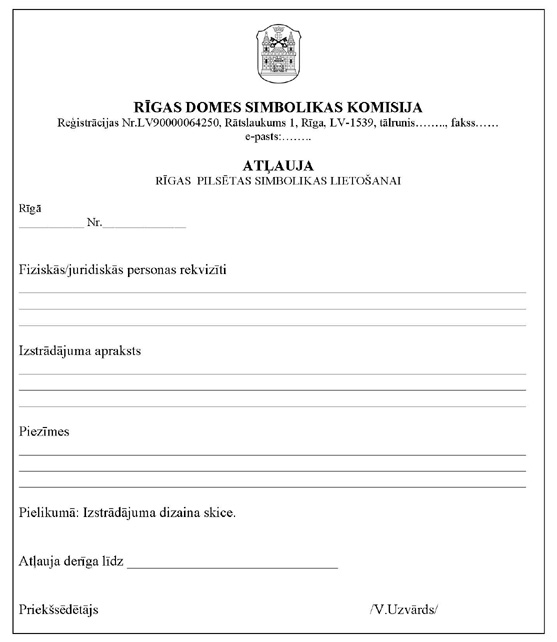 RĪGAS DOMES SIMBOLIKAS KOMISIJA
Reģistrācijas Nr.LV90000064250, Rātslaukums 1, Rīga, LV-1539, tālrunis........, fakss......
e-pasts:........
ATĻAUJA
RĪGAS PILSĒTAS SIMBOLIKAS LIETOŠANAI
Rīgā
___________ Nr.______________
Fiziskās/juridiskās personas rekvizīti
Izstrādājuma apraksts
Piezīmes
Pielikumā: Izstrādājuma dizaina skice.
Atļauja derīga līdz ______________________________
Priekšsēdētājs /V.Uzvārds/